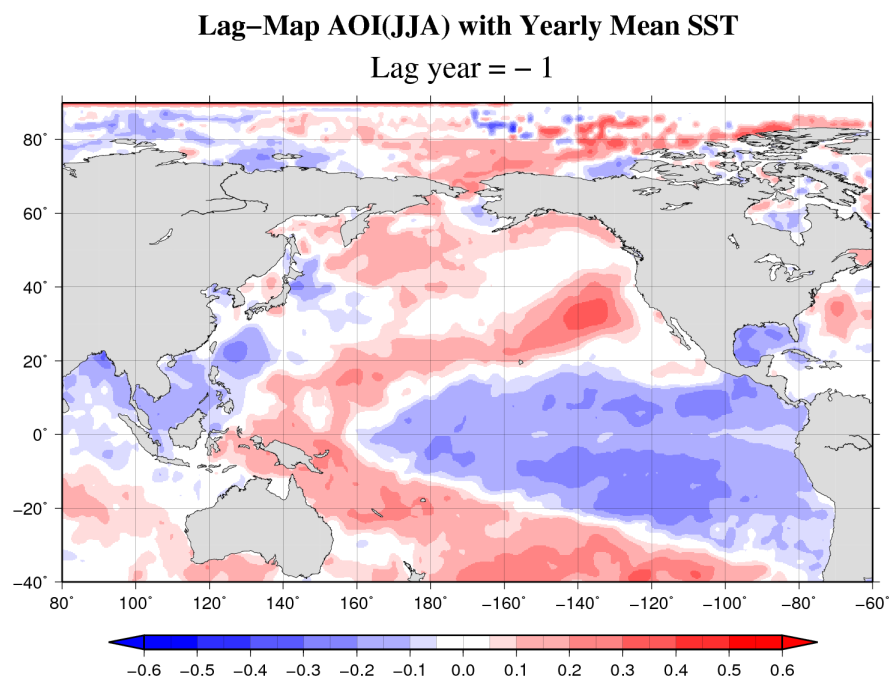 Lag−Map AOI(JJA) with Yearly Mean SST
Lag year = − 1
80˚
60˚
40˚
20˚
0˚
−20˚
−40˚
80˚ 100˚ 120˚ 140˚ 160˚ 180˚ −160˚ −140˚ −120˚ −100˚ −80˚ −60˚
−0.6 −0.5 −0.4 −0.3 −0.2 −0.1 0.0 0.1 0.2 0.3 0.4 0.5 0.6